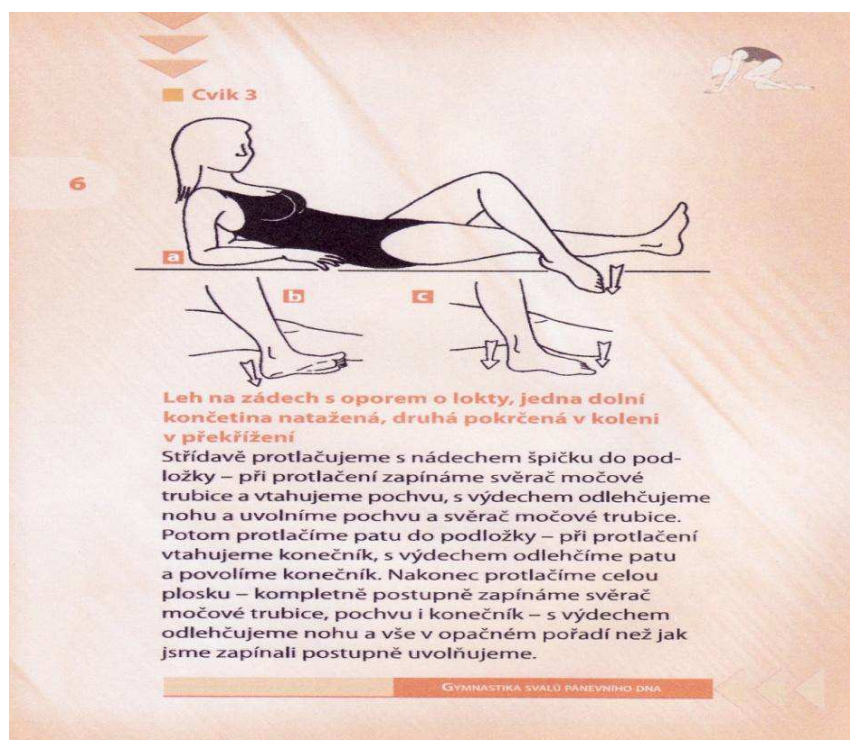 Cvik 3
6
a
b
c
Leh na zádech s oporem o lokty, jedna dolní
končetina natažená, druhá pokrčená v koleni
v překřížení
Střídavě protlačujeme s nádechem špičku do pod-
ložky – při protlačení zapínáme svěrač močové
trubice a vtahujeme pochvu, s výdechem odlehčujeme
nohu a uvolníme pochvu a svěrač močové trubice.
Potom protlačíme patu do podložky – při protlačení
vtahujeme konečník, s výdechem odlehčíme patu
a povolíme konečník. Nakonec protlačíme celou
plosku – kompletně postupně zapínáme svěrač
močové trubice, pochvu i konečník – s výdechem
odlehčujeme nohu a vše v opačném pořadí než jak
jsme zapínali postupně uvolňujeme.
GYMNASTIKA SVALŮ PÁNEVNÍHO DNA